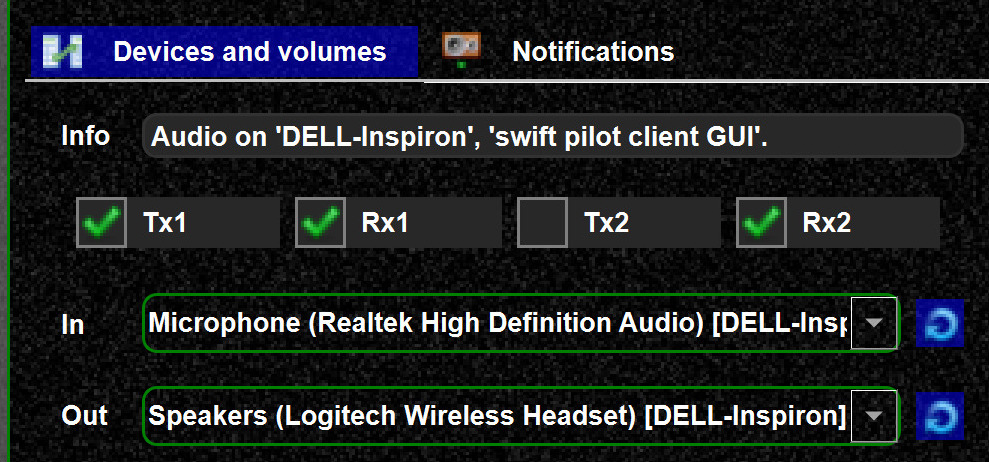 Devices and volumes Notifications
Info Audio on 'DELL-Inspiron', 'swift pilot client GUI'.
Tx1 Rx1 Tx2 Rx2
In Microphone (Realtek High Definition Audio) [DELL-Insp
Out Speakers (Logitech Wireless Headset) [DELL-Inspiron]